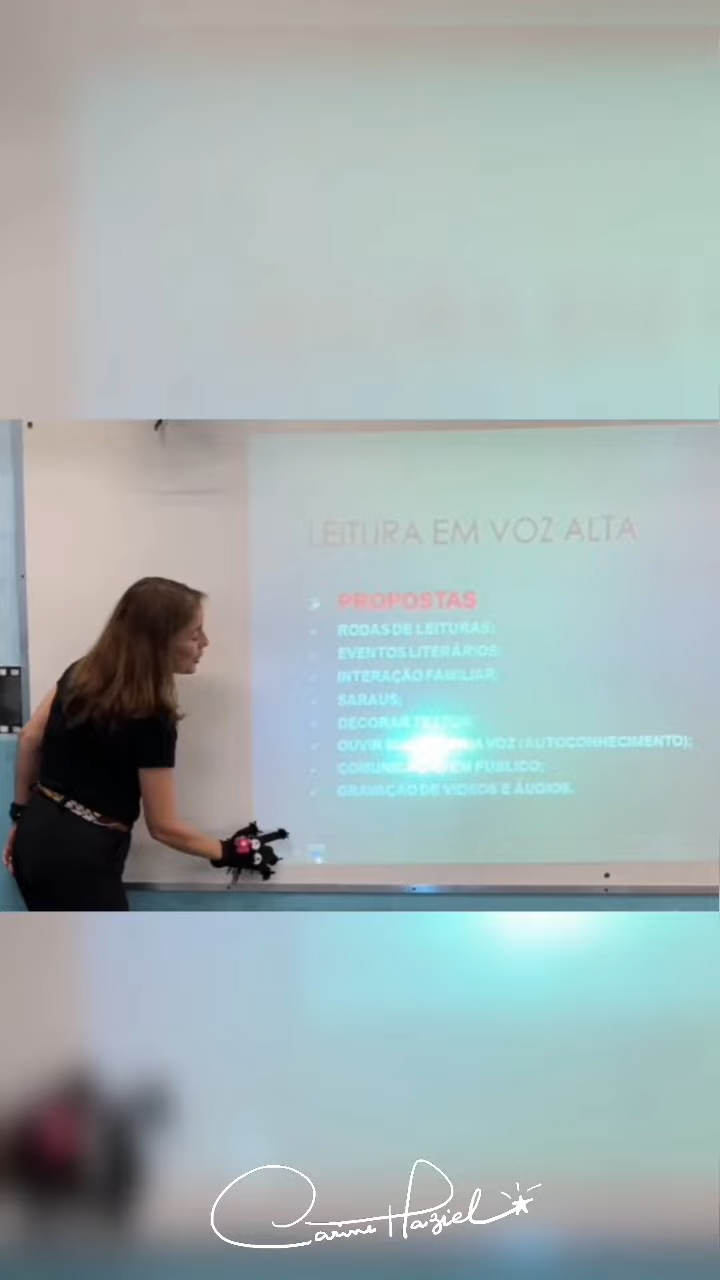 LEITURA EM VOZ ALTA
PROPOSTAS
RODAS DE LEITURAS;
EVENTOS LITERÁRIOS;
INTERAÇÃO FAMILIAR;
SARAUS;
DECORAR
OUVIR A VOZ (AUTOCONHECIMENTO);
EM PÚBLICO;
GRAVAÇÃO DE VÍDEOS E ÁUDIOS.
Carine Haziel